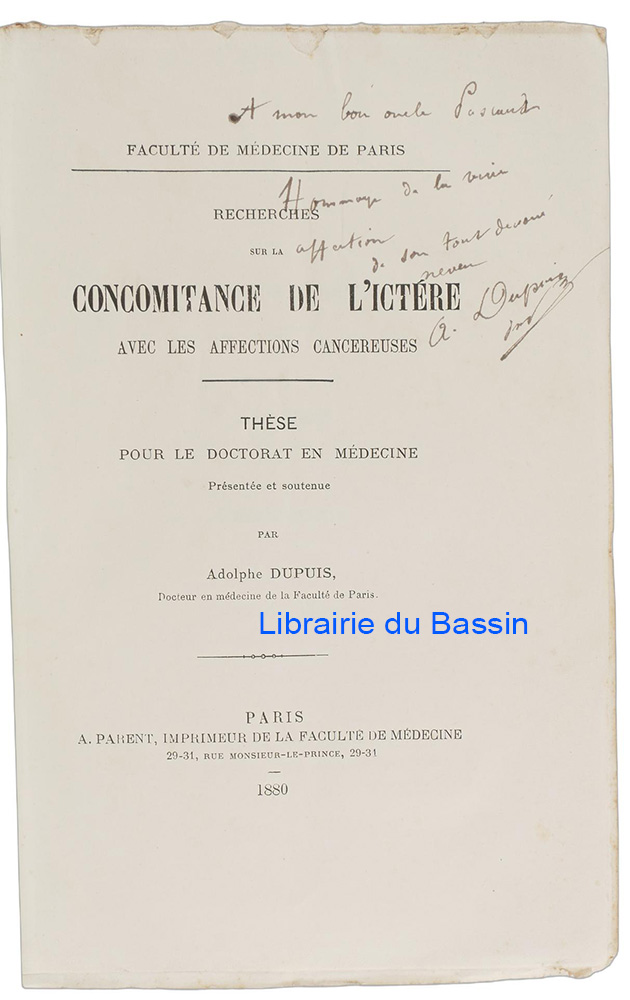 A mon bon oncle
FACULTÉ DE MÉDECINE DE PARIS
Hommage de la vive
RECHERCHES
SUR LA
affection
de son tout dévoué
neveu
CONCOMITANCE DE L'ICTÉRE
A. Dupuis
AVEC LES AFFECTIONS CANCEREUSES
THÈSE
POUR LE DOCTORAT EN MÉDECINE
Présentée et soutenue
PAR
Adolphe DUPUIS,
Docteur en médecine de la Faculté de Paris.
Librairie du Bassin
PARIS
A. PARENT, IMPRIMEUR DE LA FACULTÉ DE MÉDECINE
29-31, RUE MONSIEUR-LE-PRINCE, 29-31
1880